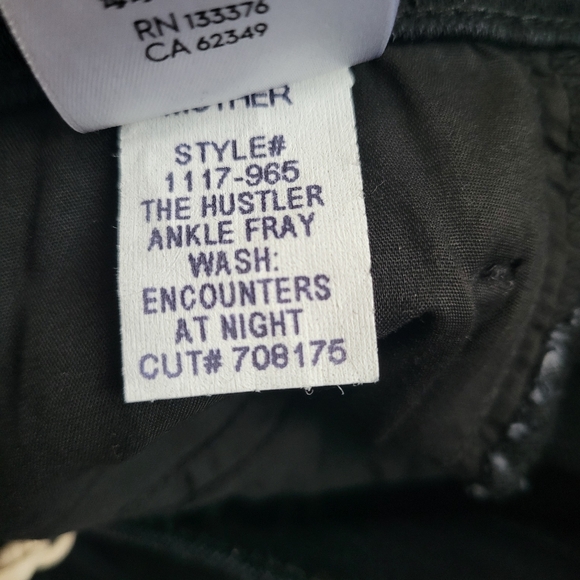 RN 133376
CA 62349
MOTHER
STYLE#
1117-965
THE HUSTLER
ANKLE FRAY
WASH:
ENCOUNTERS
AT NIGHT
CUT# 708175